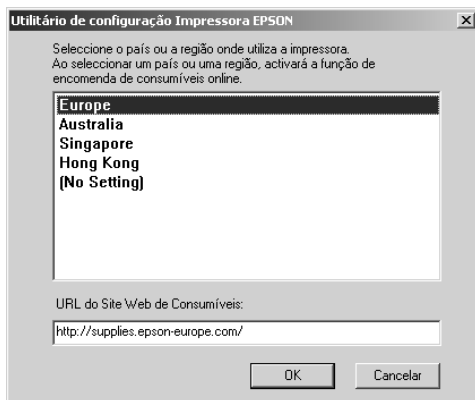 Utilitário de configuração Impressora EPSON
Seleccione o país ou a região onde utiliza a impressora.
Ao seleccionar um país ou uma região, activará a função de
encomenda de consumíveis online.
Europe
Australia
Singapore
Hong Kong
(No Setting)
URL do Site Web de Consumíveis:
http://supplies.epson-europe.com/
OK
Cancelar